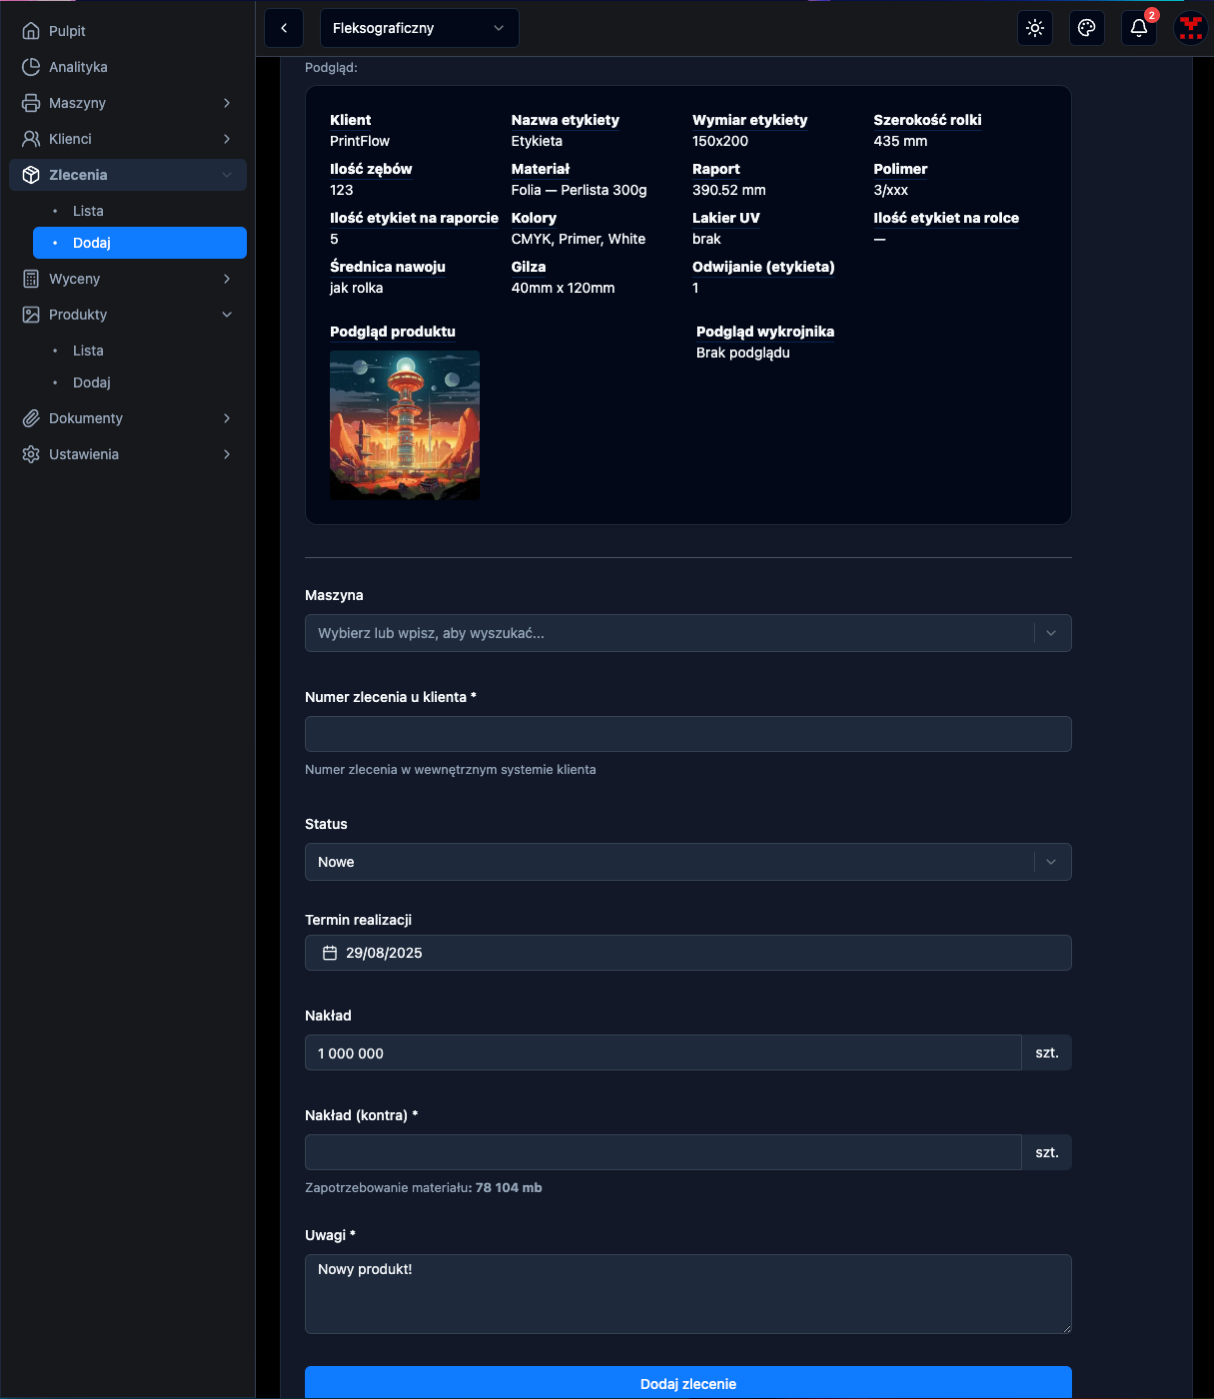 Pulpit
Analityka
Maszyny
Klienci
Zlecenia
Lista
Dodaj
Wyceny
Produkty
Lista
Dodaj
Dokumenty
Ustawienia
Fleksograficzny
2
Podgląd:
Klient
PrintFlow
Nazwa etykiety
Etykieta
Wymiar etykiety
150x200
Szerokość rolki
435 mm
Ilość zębów
123
Materiał
Folia — Perlista 300g
Raport
390.52 mm
Polimer
3/xxx
Ilość etykiet na raporcie
5
Kolory
CMYK, Primer, White
Lakier UV
brak
Ilość etykiet na rolce
—
Średnica nawoju
jak rolka
Gilza
40mm x 120mm
Odwijanie (etykieta)
1
Podgląd produktu
Podgląd wykrojnika
Brak podglądu
Maszyna
Wybierz lub wpisz, aby wyszukać...
Numer zlecenia u klienta *
Numer zlecenia w wewnętrznym systemie klienta
Status
Nowe
Termin realizacji
29/08/2025
Nakład
1 000 000
szt.
Nakład (kontra) *
szt.
Zapotrzebowanie materiału: 78 104 mb
Uwagi *
Nowy produkt!
Dodaj zlecenie